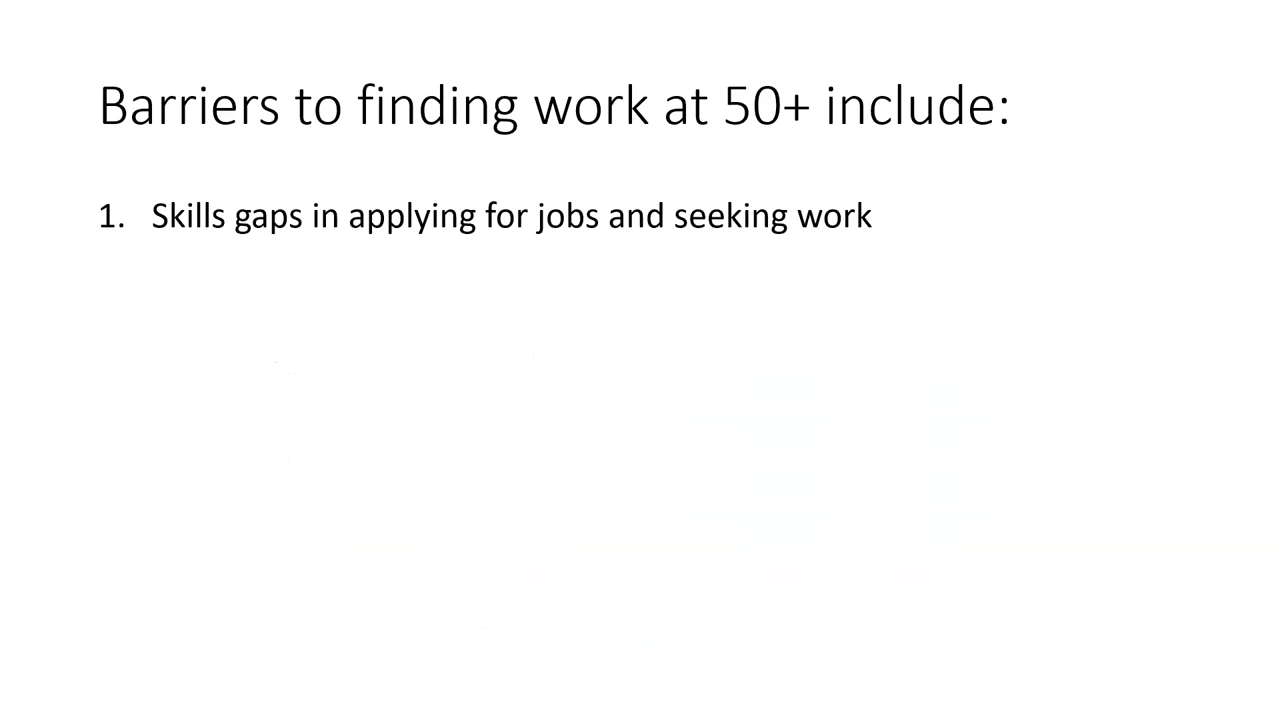 Barriers to finding work at 50+ include:
1. Skills gaps in applying for jobs and seeking work